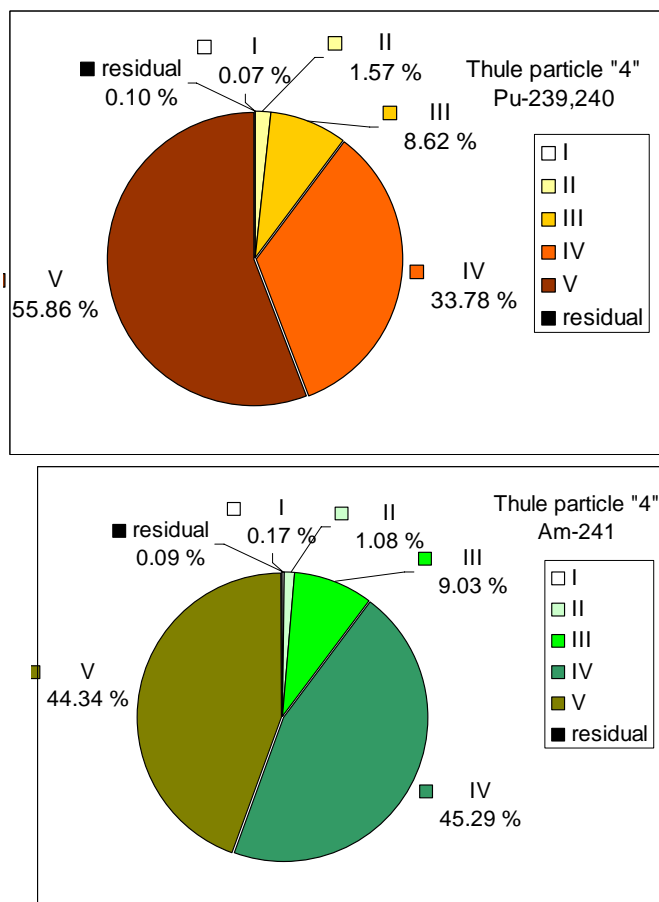 I
0.07 %
II
1.57 %
residual
0.10 %
Thule particle "4"
Pu-239,240
III
8.62 %
I
II
III
IV
V
residual
V
55.86 %
IV
33.78 %
I
0.17 %
II
1.08 %
residual
0.09 %
Thule particle "4"
Am-241
III
9.03 %
I
II
III
IV
V
residual
V
44.34 %
IV
45.29 %